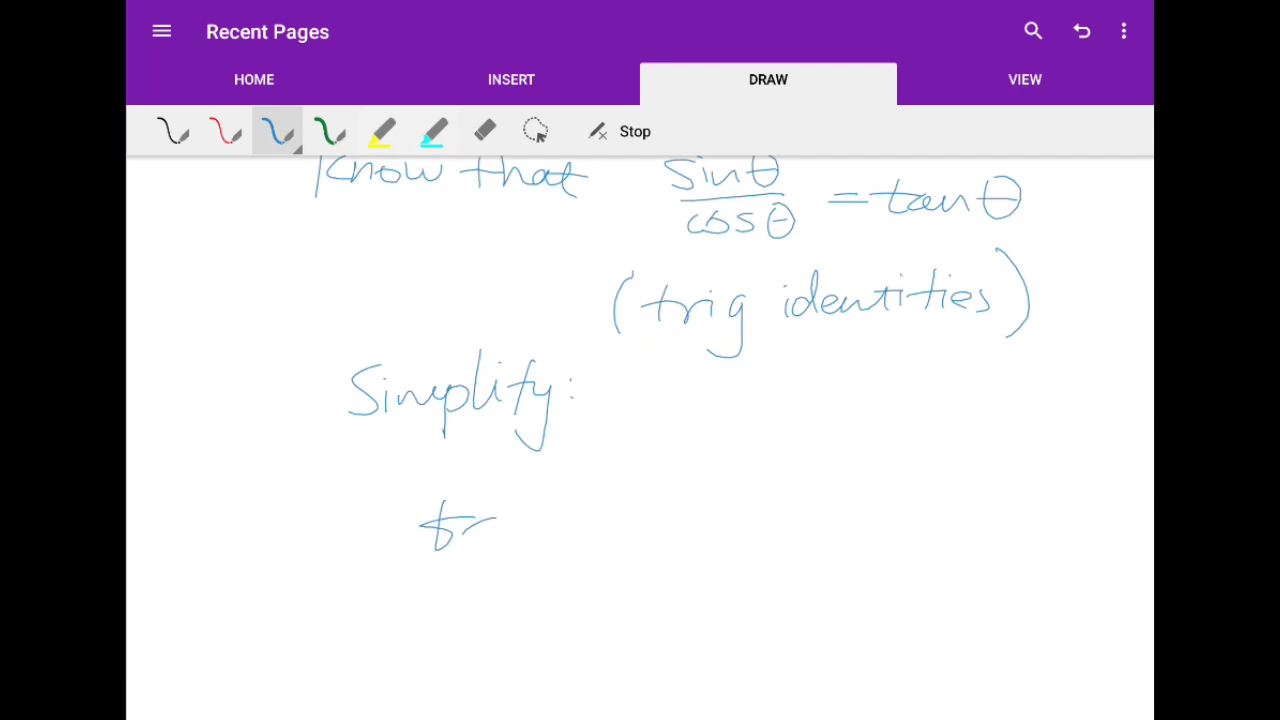 Recent Pages
HOME INSERT DRAW VIEW
Stop
know that sinθ/cosθ = tanθ
(trig identities)
Simplify: